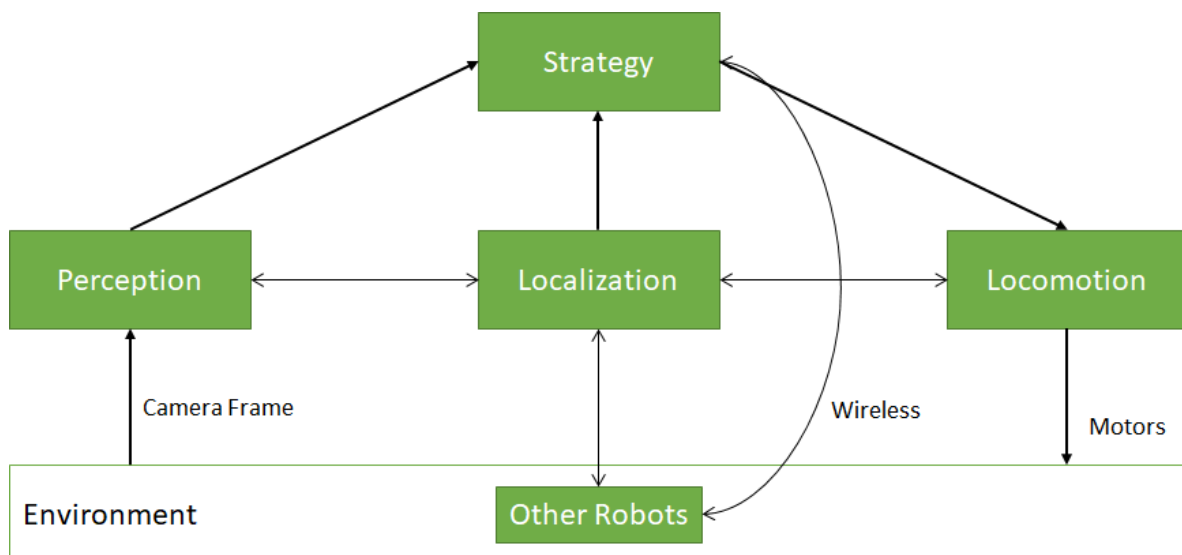 Strategy
Perception
Localization
Locomotion
Camera Frame
Wireless
Motors
Environment
Other Robots